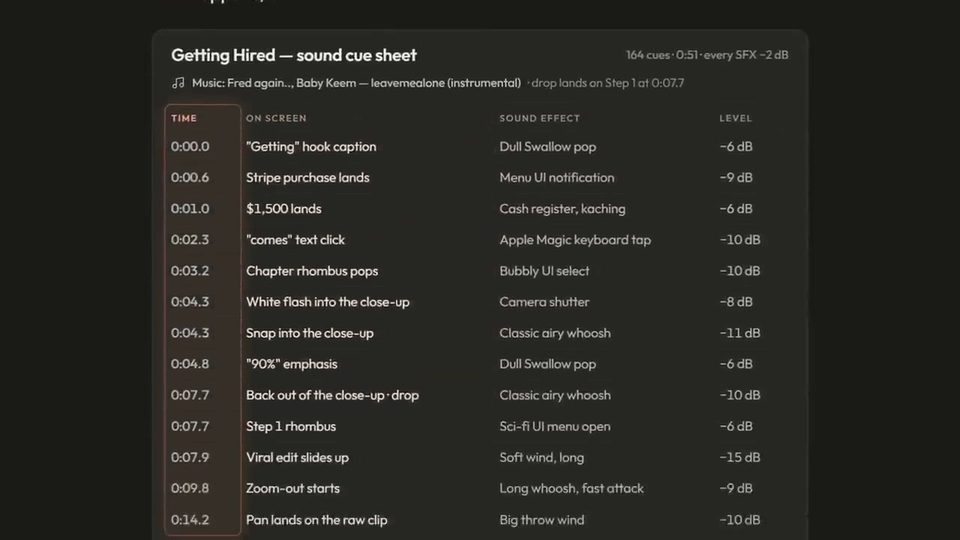 Getting Hired — sound cue sheet
164 cues · 0:51 · every SFX −2 dB
Music: Fred again.., Baby Keem — leavemealone (instrumental) · drop lands on Step 1 at 0:07.7
TIME ON SCREEN SOUND EFFECT LEVEL
0:00.0 "Getting" hook caption Dull Swallow pop −6 dB
0:00.6 Stripe purchase lands Menu UI notification −9 dB
0:01.0 $1,500 lands Cash register, kaching −6 dB
0:02.3 "comes" text click Apple Magic keyboard tap −10 dB
0:03.2 Chapter rhombus pops Bubbly UI select −10 dB
0:04.3 White flash into the close-up Camera shutter −8 dB
0:04.3 Snap into the close-up Classic airy whoosh −11 dB
0:04.8 "90%" emphasis Dull Swallow pop −6 dB
0:07.7 Back out of the close-up · drop Classic airy whoosh −10 dB
0:07.7 Step 1 rhombus Sci-fi UI menu open −6 dB
0:07.9 Viral edit slides up Soft wind, long −15 dB
0:09.8 Zoom-out starts Long whoosh, fast attack −9 dB
0:14.2 Pan lands on the raw clip Big throw wind −10 dB